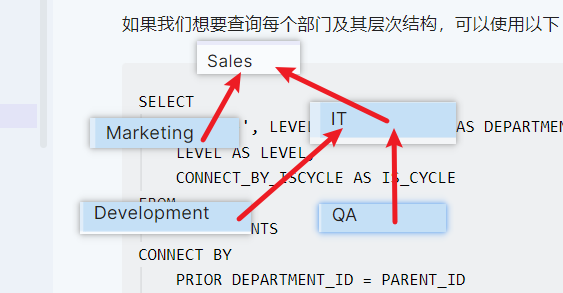 如果我们想要查询每个部门及其层次结构，可以使用以下
Sales
SELECT
Marketing
IT
', LEVEL
AS DEPARTMEN
LEVEL AS LEVEL,
CONNECT_BY_ISCYCLE AS IS_CYCLE
FROM
Development
QA
NTS
CONNECT BY
PRIOR DEPARTMENT_ID = PARENT_ID